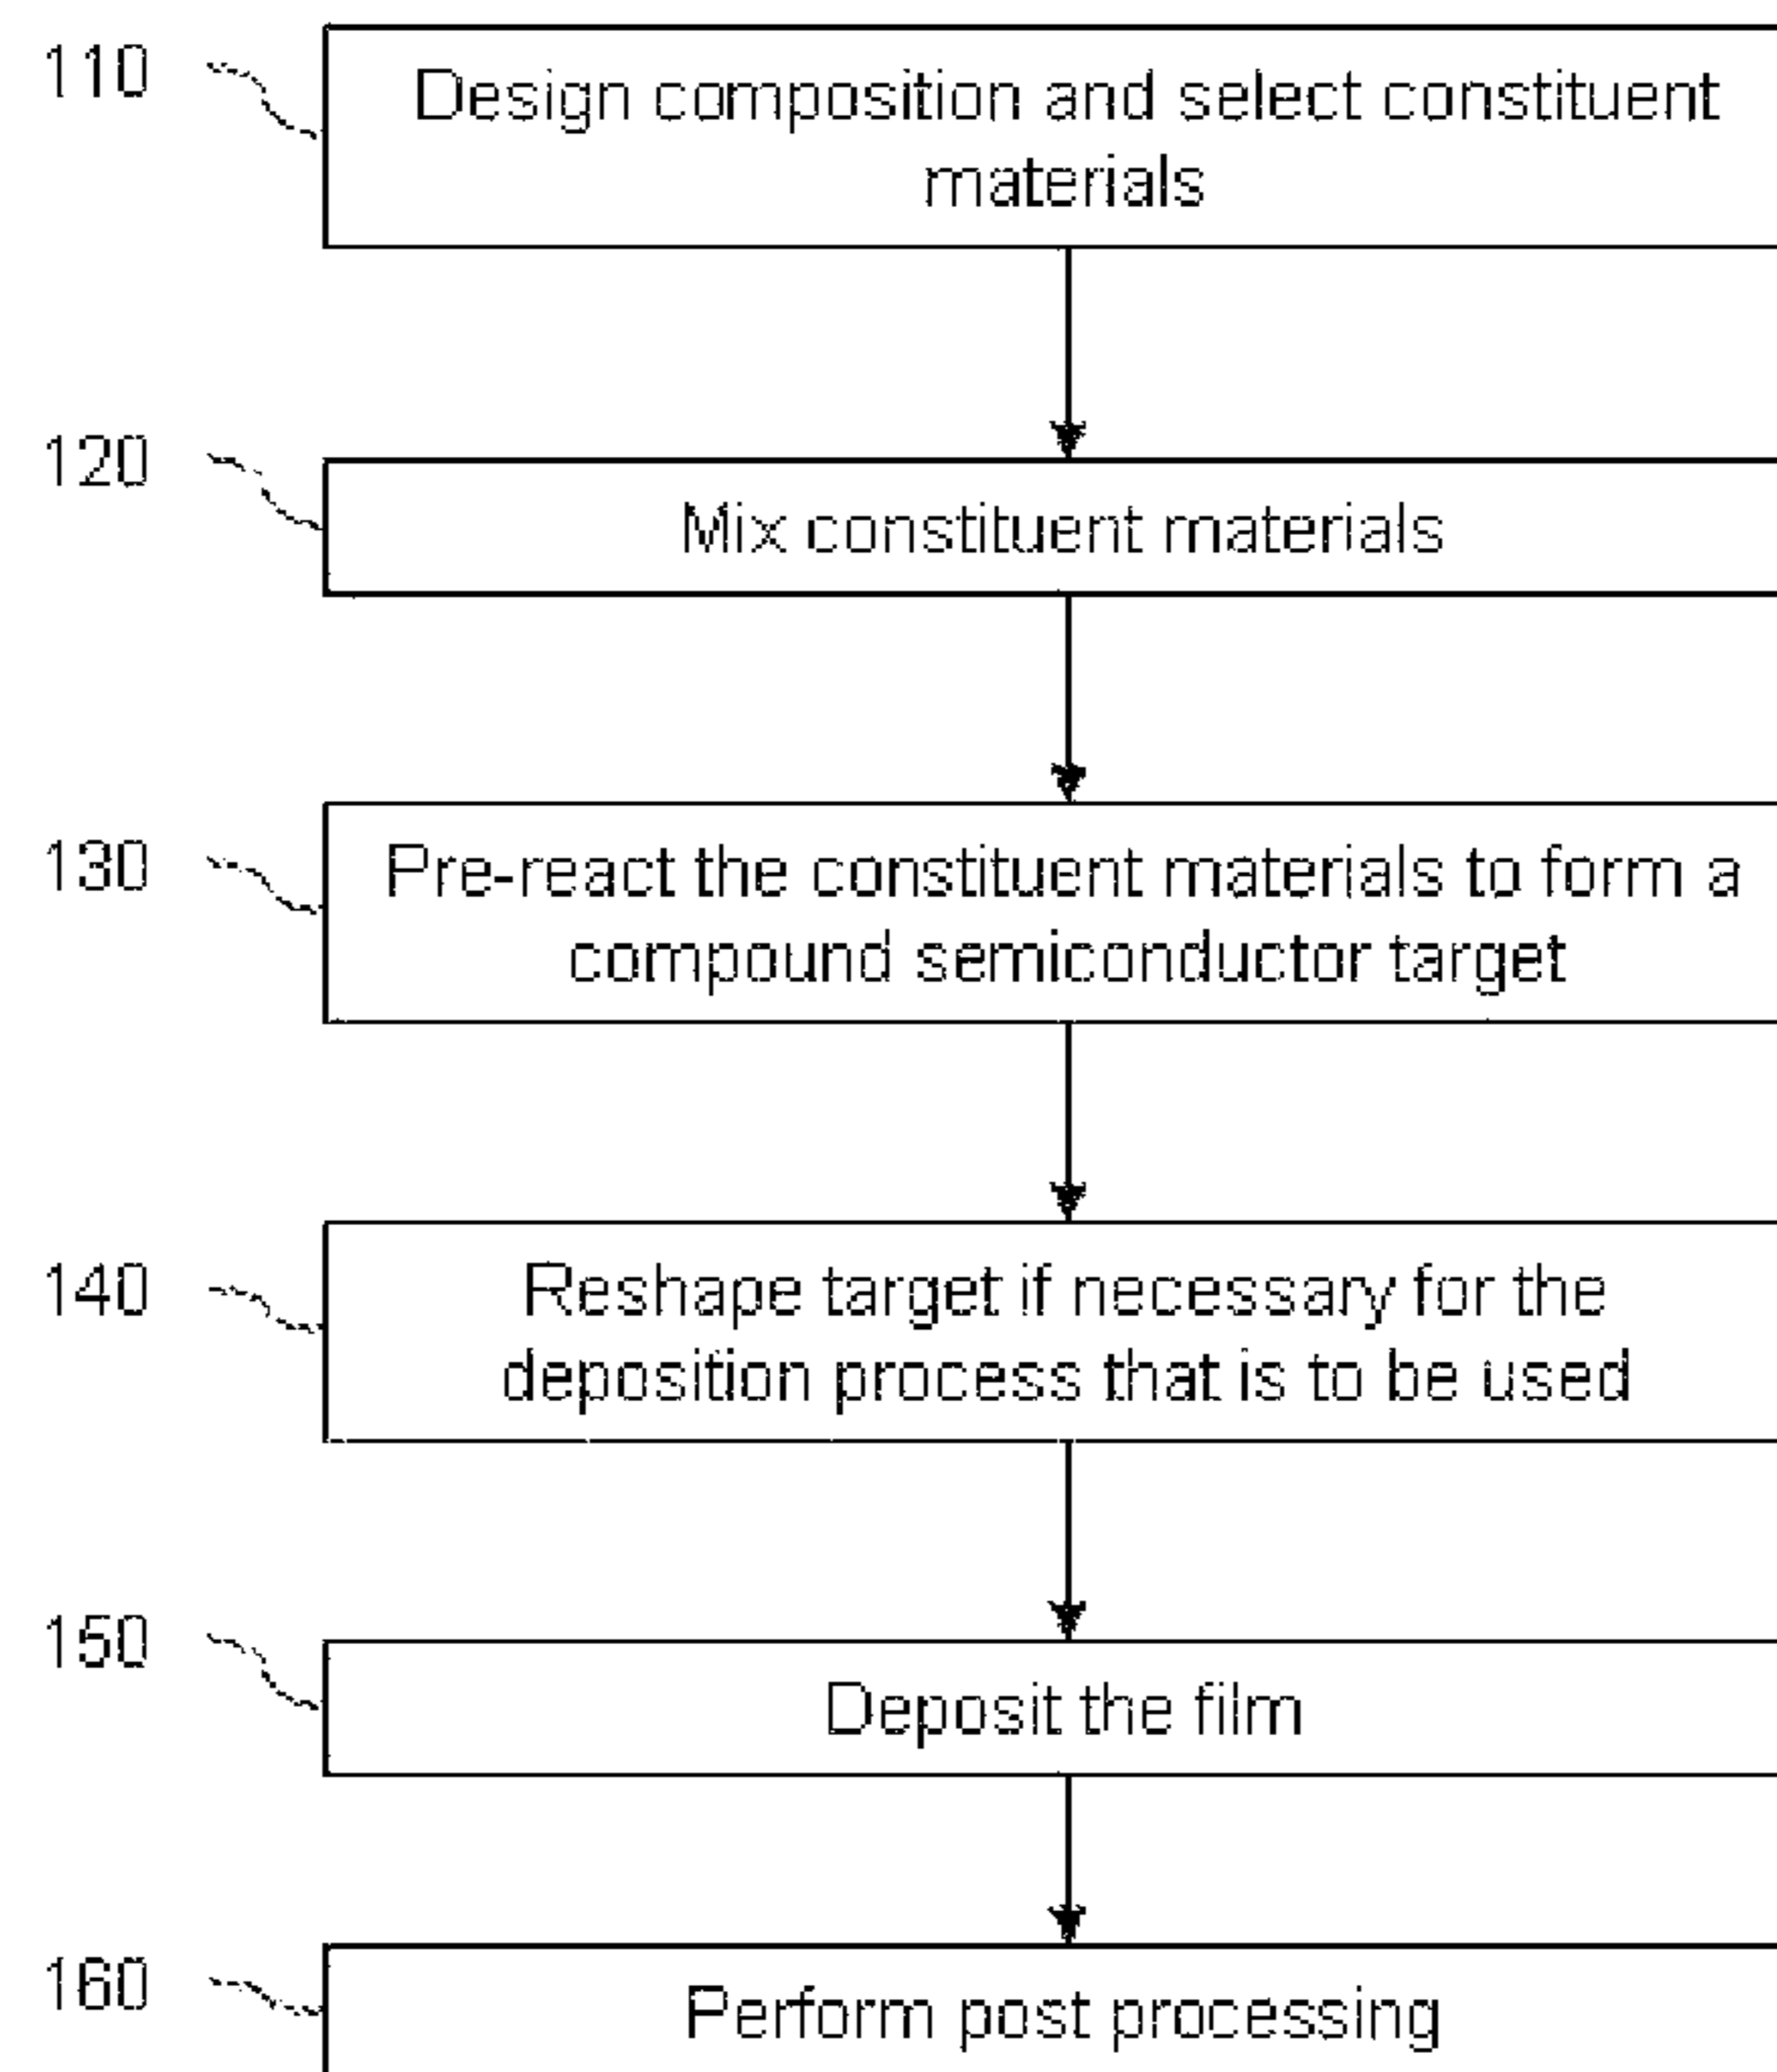 110
Design composition and select constituent
materials
120
Mix constituent materials
130
Pre-react the constituent materials to form a
compound semiconductor target
140
Reshape target if necessary for the
deposition process that is to be used
150
Deposit the film
160
Perform post processing